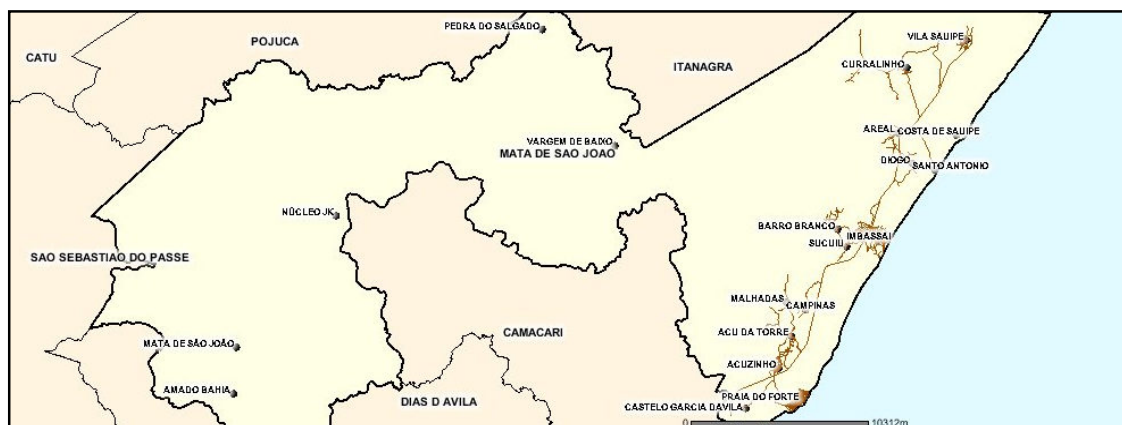 PEDRA DO SALGADO
VILA SAUIPE
POJUCA
CATU
ITANAGRA
CURRALINHO
AREAL
COSTA DE SAUIPE
VARGEM DE BADIO
MATA DE SAO JOAO
DIOGO
SANTO ANTONIO
NÚCLEO JK
BARRO BRANCO
IMBASSAI
SUCUIU
SAO SEBASTIAO DO PASSE
MALHADAS
CAMPINAS
CAMACARI
ACU DA TORRE
MATA DE SÃO JOÃO
ACUZINHO
AMADO BAHIA
PRAIA DO FORTE
DIAS D AVILA
CASTELO GARCIA DAVILA
0
10312m